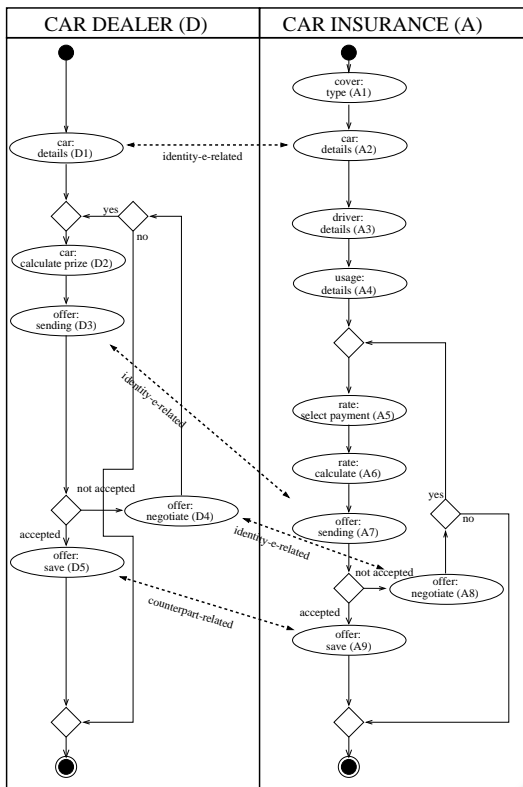 CAR DEALER (D)
car:
details (D1)
yes
no
car:
calculate prize (D2)
offer:
sending (D3)
not accepted
offer:
negotiate (D4)
accepted
offer:
save (D5)
identity-e-related
identity-e-related
identity-e-related
counterpart-related
CAR INSURANCE (A)
cover:
type (A1)
car:
details (A2)
driver:
details (A3)
usage:
details (A4)
rate:
select payment (A5)
rate:
calculate (A6)
yes
no
offer:
sending (A7)
not accepted
offer:
negotiate (A8)
accepted
offer:
save (A9)